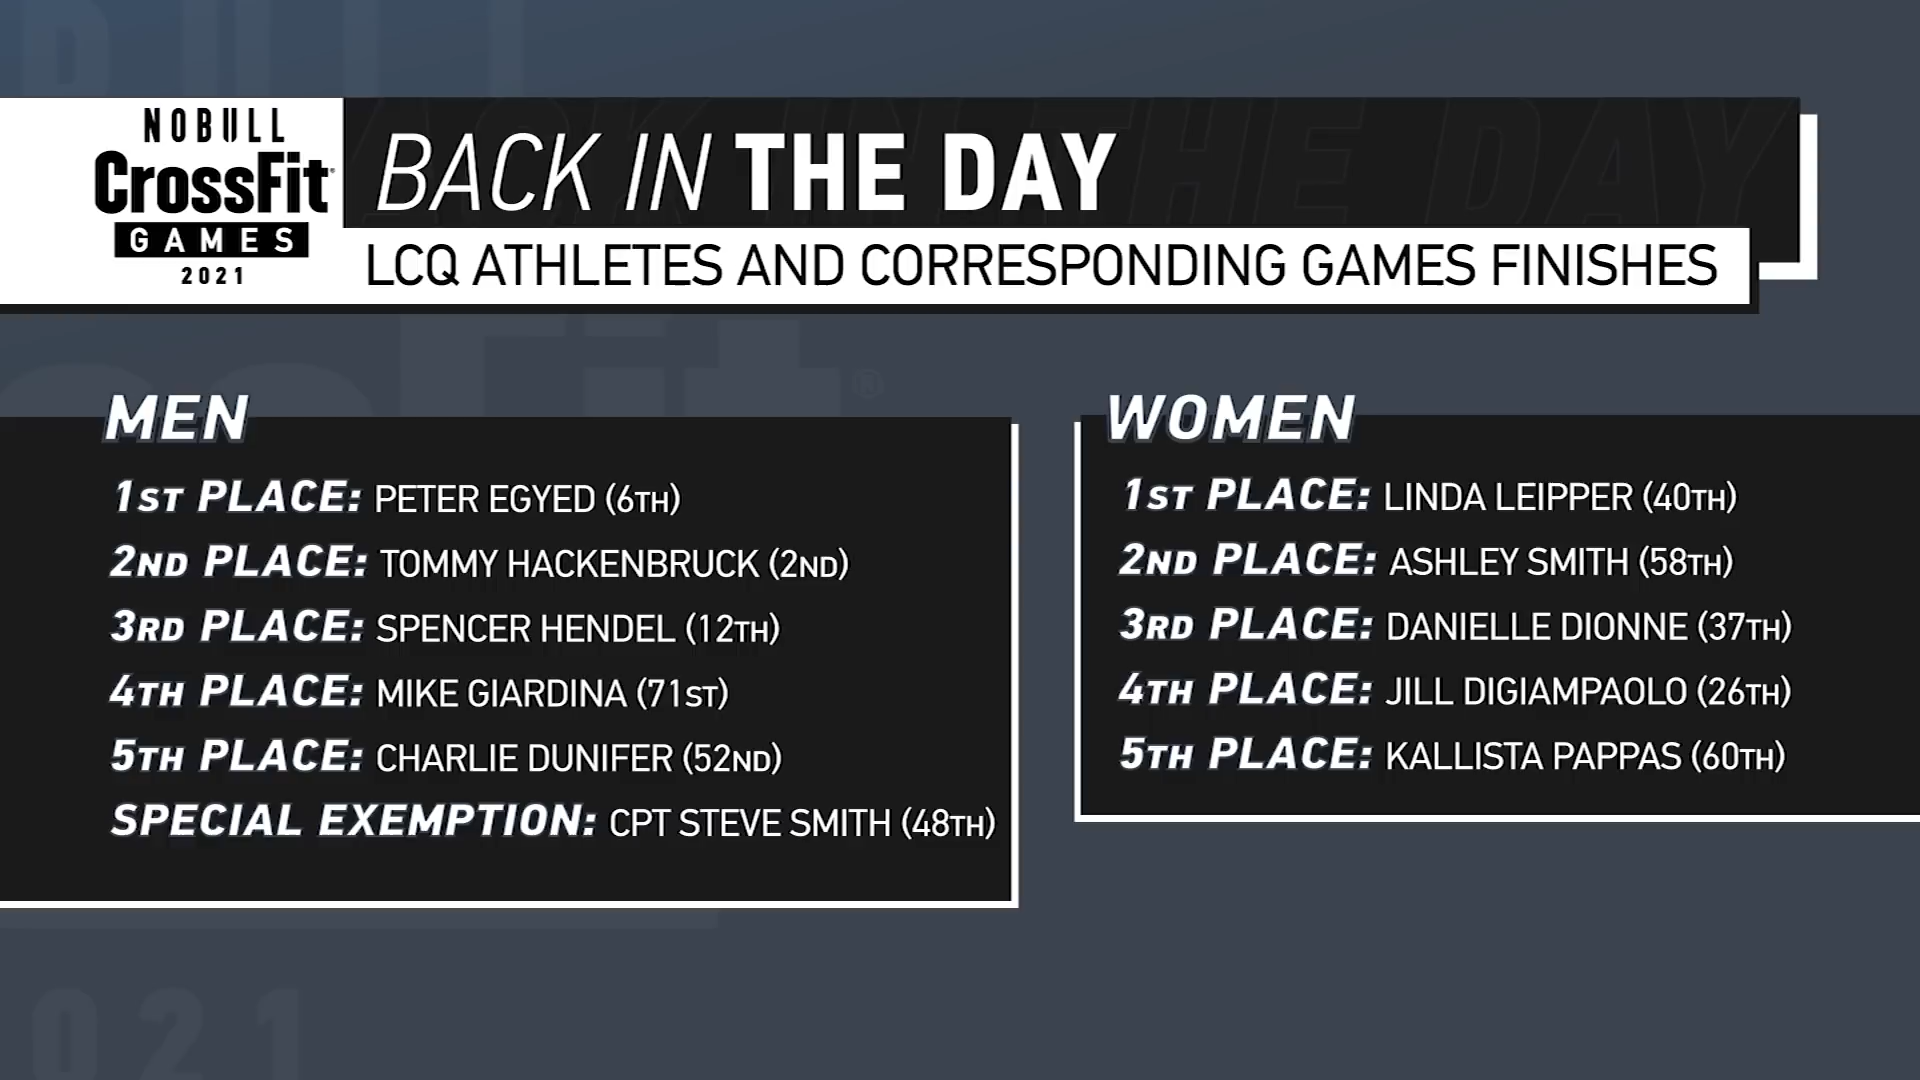 NOBULL
CrossFit®
GAMES
2021
BACK IN THE DAY
LCQ ATHLETES AND CORRESPONDING GAMES FINISHES
MEN
1ST PLACE: PETER EGYED (6TH)
2ND PLACE: TOMMY HACKENBRUCK (2ND)
3RD PLACE: SPENCER HENDEL (12TH)
4TH PLACE: MIKE GIARDINA (71ST)
5TH PLACE: CHARLIE DUNIFER (52ND)
SPECIAL EXEMPTION: CPT STEVE SMITH (48TH)
WOMEN
1ST PLACE: LINDA LEIPPER (40TH)
2ND PLACE: ASHLEY SMITH (58TH)
3RD PLACE: DANIELLE DIONNE (37TH)
4TH PLACE: JILL DIGIAMPAOLO (26TH)
5TH PLACE: KALLISTA PAPPAS (60TH)